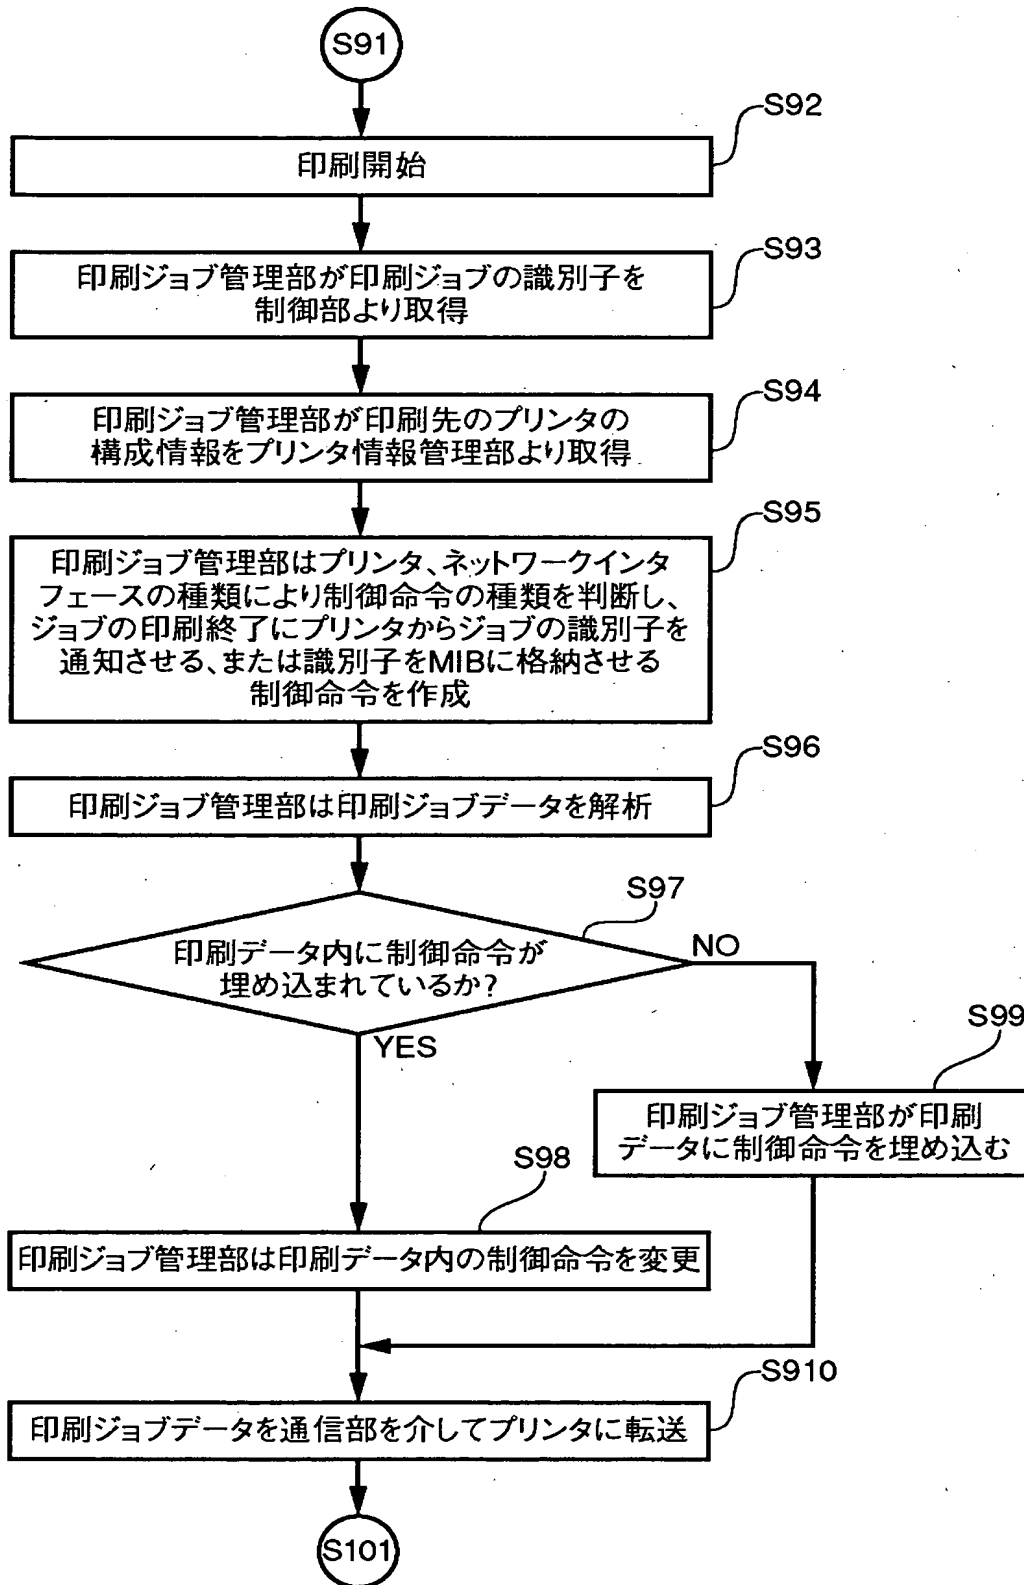 S91
S92
印刷開始
S93
印刷ジョブ管理部が印刷ジョブの識別子を
制御部より取得
S94
印刷ジョブ管理部が印刷先のプリンタの
構成情報をプリンタ情報管理部より取得
S95
印刷ジョブ管理部はプリンタ、ネットワークインタ
フェースの種類により制御命令の種類を判断し、
ジョブの印刷終了にプリンタからジョブの識別子を
通知させる、または識別子をMIBに格納させる
制御命令を作成
S96
印刷ジョブ管理部は印刷ジョブデータを解析
S97
印刷データ内に制御命令が
埋め込まれているか?
NO
YES
S99
印刷ジョブ管理部が印刷
データに制御命令を埋め込む
S98
印刷ジョブ管理部は印刷データ内の制御命令を変更
S910
印刷ジョブデータを通信部を介してプリンタに転送
S101